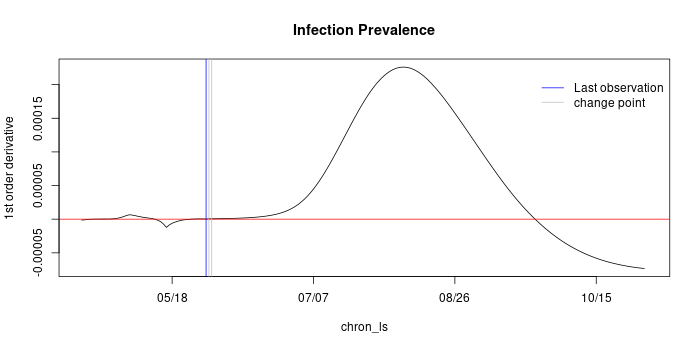 Infection Prevalence
1st order derivative
-0.00005
0.00005
0.00015
Last observation
change point
05/18
07/07
08/26
10/15
chron_ls